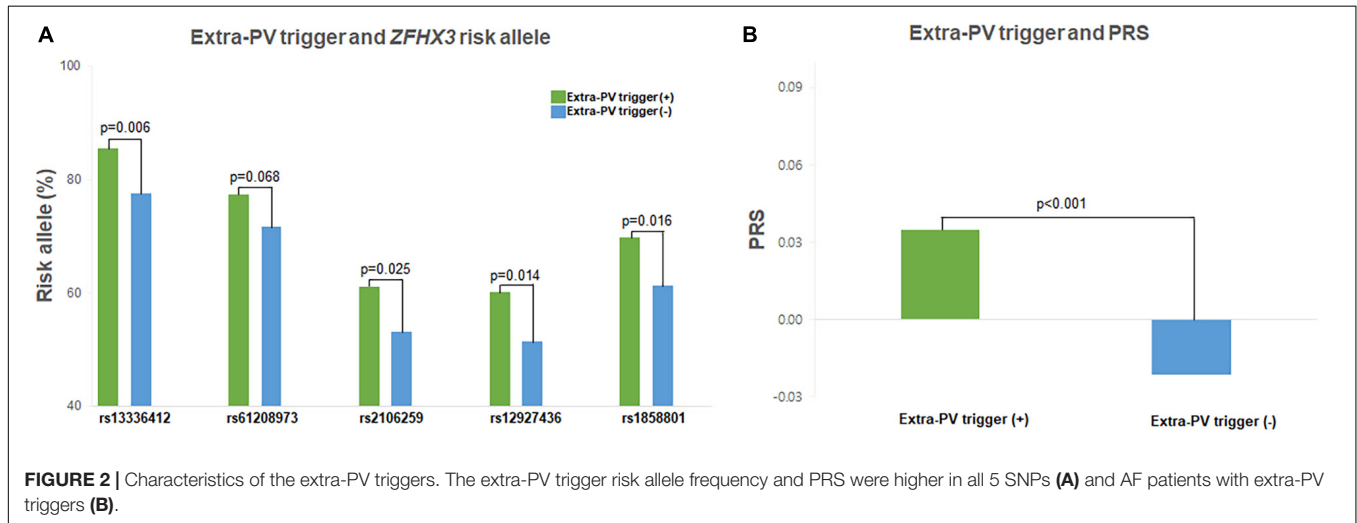 A
Extra-PV trigger and ZFHX3 risk allele
100
80
60
40
Risk allele (%)
Extra-PV trigger (+)
Extra-PV trigger (-)
p=0.006
p=0.068
p=0.025
p=0.014
p=0.016
rs13336412
rs61208973
rs2106259
rs12927436
rs1858801
B
Extra-PV trigger and PRS
0.09
0.06
0.03
0.00
-0.03
PRS
p<0.001
Extra-PV trigger (+)
Extra-PV trigger (-)
FIGURE 2 | Characteristics of the extra-PV triggers. The extra-PV trigger risk allele frequency and PRS were higher in all 5 SNPs (A) and AF patients with extra-PV
triggers (B).